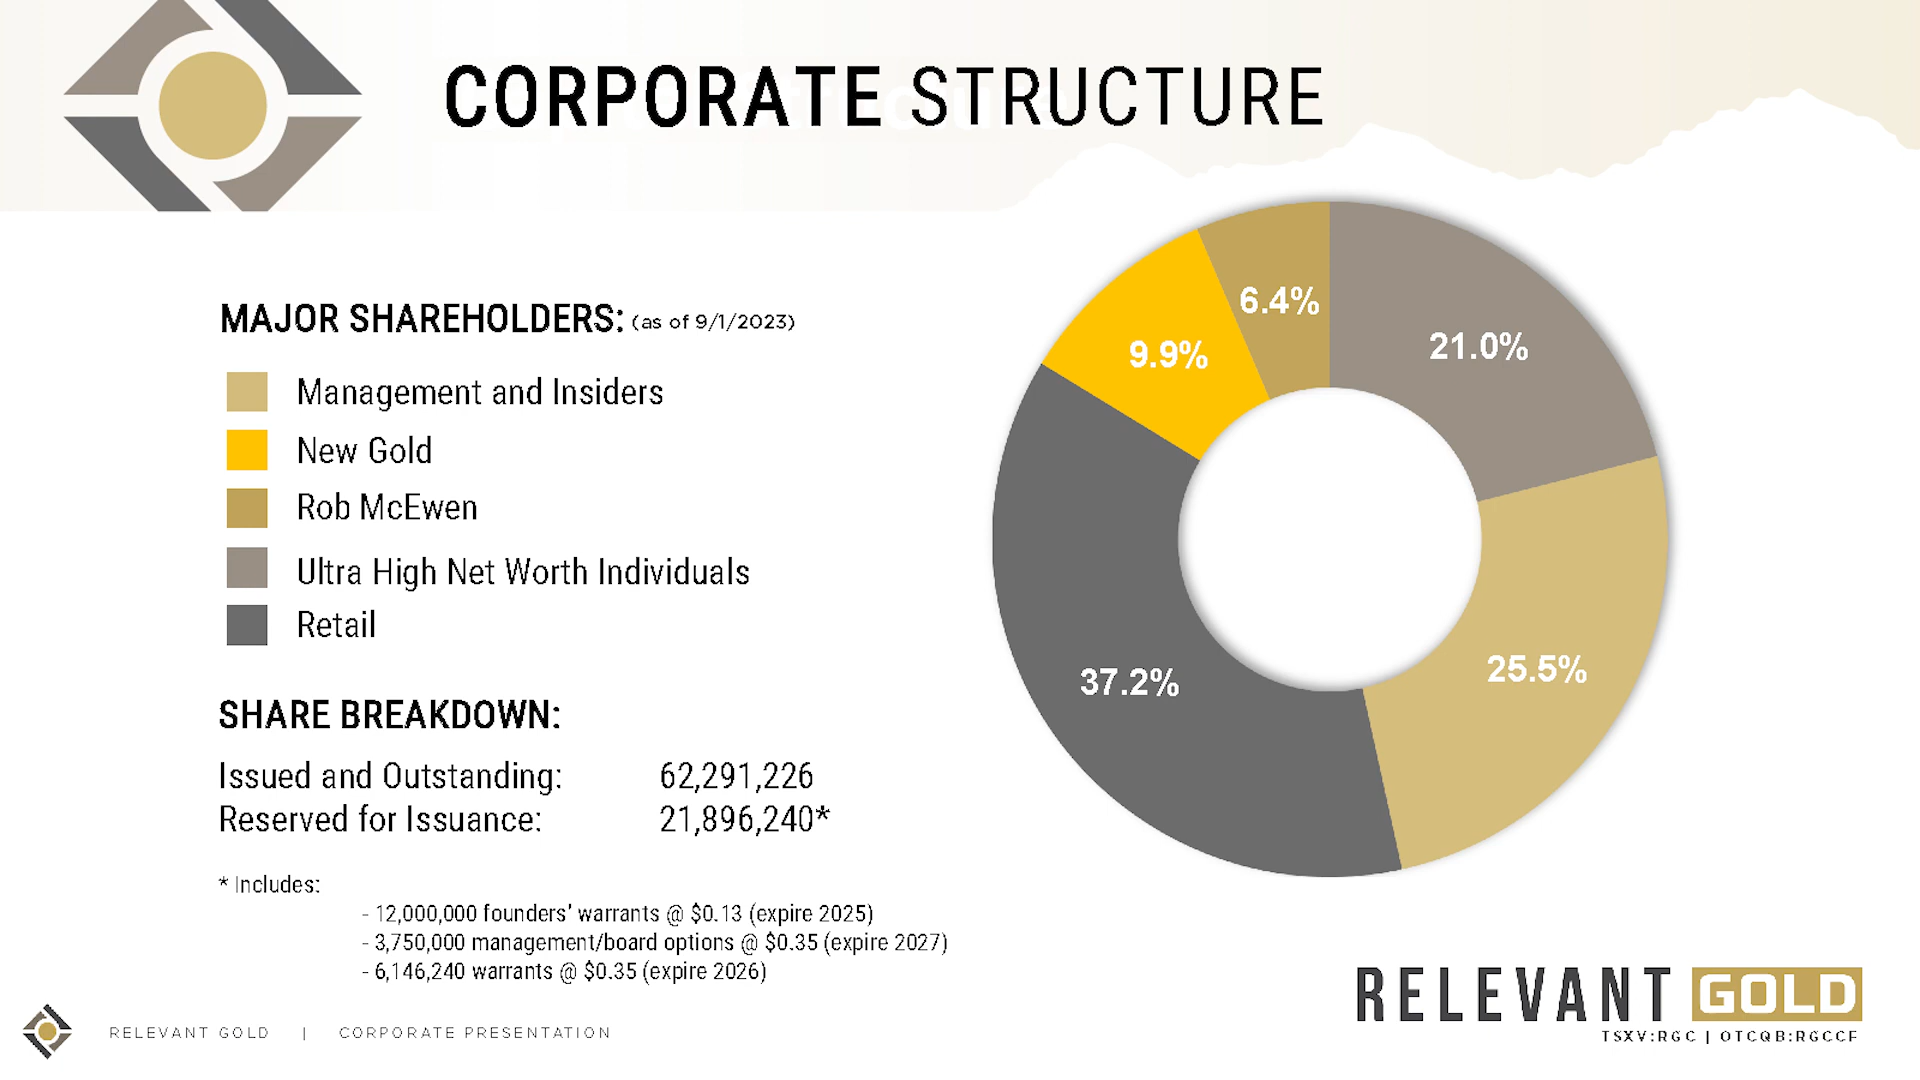 CORPORATE STRUCTURE
MAJOR SHAREHOLDERS: (as of 9/1/2023)
Management and Insiders
New Gold
Rob McEwen
Ultra High Net Worth Individuals
Retail
SHARE BREAKDOWN:
Issued and Outstanding: 62,291,226
Reserved for Issuance: 21,896,240*
* Includes:
- 12,000,000 founders' warrants @ $0.13 (expire 2025)
- 3,750,000 management/board options @ $0.35 (expire 2027)
- 6,146,240 warrants @ $0.35 (expire 2026)
6.4%
21.0%
9.9%
25.5%
37.2%
RELEVANT GOLD
TSXV:RGC | OTCQB:RGCCF
RELEVANT GOLD | CORPORATE PRESENTATION